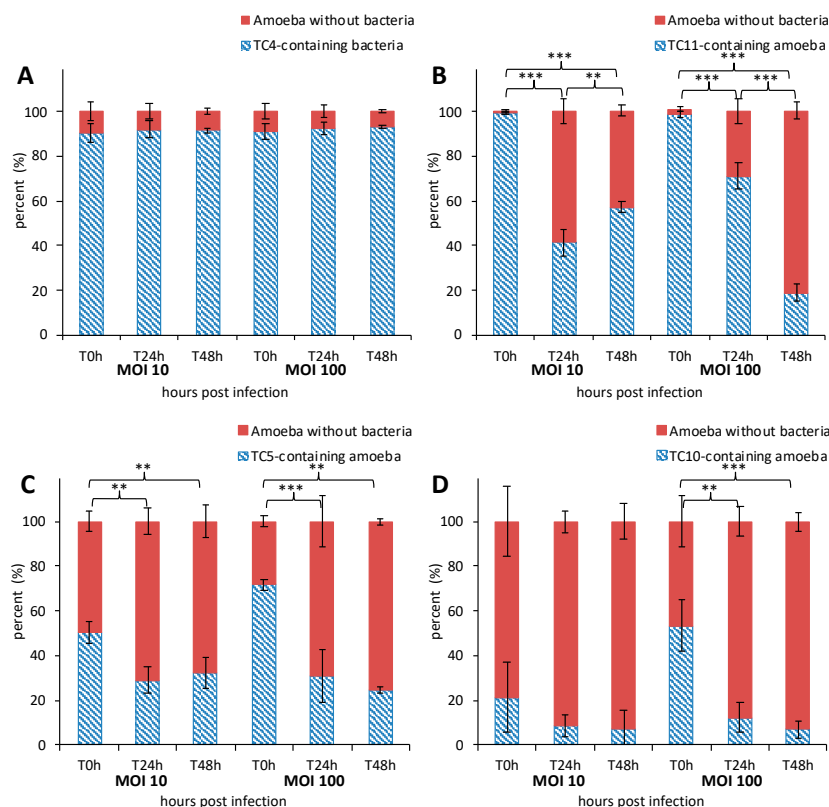 Amoeba without bacteria
TC4-containing bacteria
A
100
80
60
40
20
0
percent (%)
T0h T24h T48h T0h T24h T48h
MOI 10 MOI 100
hours post infection
Amoeba without bacteria
TC11-containing amoeba
B
***
*** **
***
*** ***
100
80
60
40
20
0
percent (%)
T0h T24h T48h T0h T24h T48h
MOI 10 MOI 100
hours post infection
Amoeba without bacteria
TC5-containing amoeba
C
**
**
**
***
100
80
60
40
20
0
percent (%)
T0h T24h T48h T0h T24h T48h
MOI 10 MOI 100
hours post infection
Amoeba without bacteria
TC10-containing amoeba
D
***
**
100
80
60
40
20
0
percent (%)
T0h T24h T48h T0h T24h T48h
MOI 10 MOI 100
hours post infection